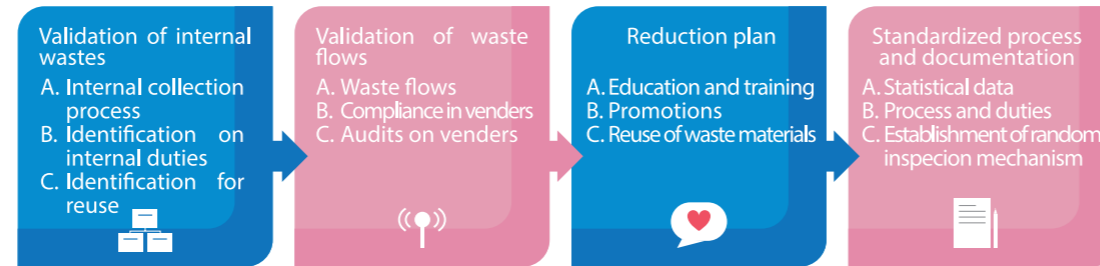 Validation of internal
wastes
A. Internal collection
process
B. Identification on
internal duties
C. Identification for
reuse
Validation of waste
flows
A. Waste flows
B. Compliance in venders
C. Audits on venders
Reduction plan
A. Education and training
B. Promotions
C. Reuse of waste materials
Standardized process
and documentation
A. Statistical data
B. Process and duties
C. Establishment of random
inspecion mechanism